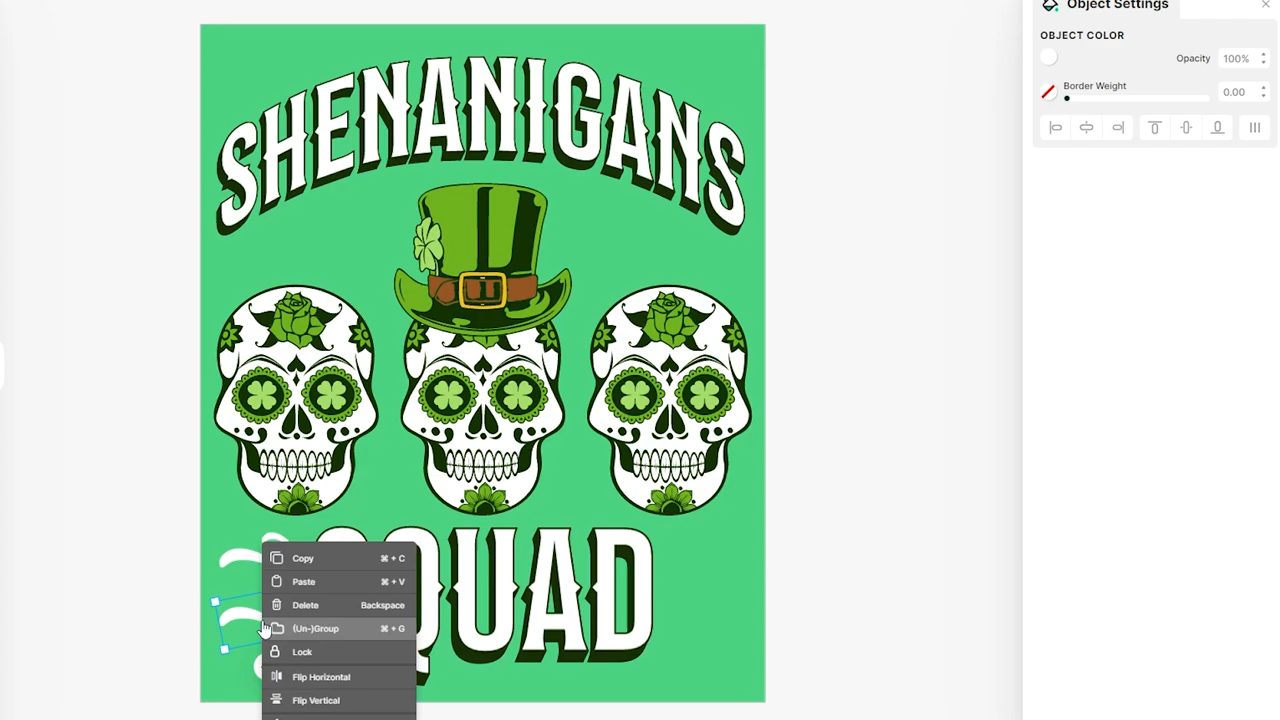 Object Settings
OBJECT COLOR
Opacity 100%
Border Weight 0.00
SHENANIGANS
SQUAD
Copy ⌘ + C
Paste ⌘ + V
Delete Backspace
(Un-)Group ⌘ + G
Lock
Flip Horizontal
Flip Vertical